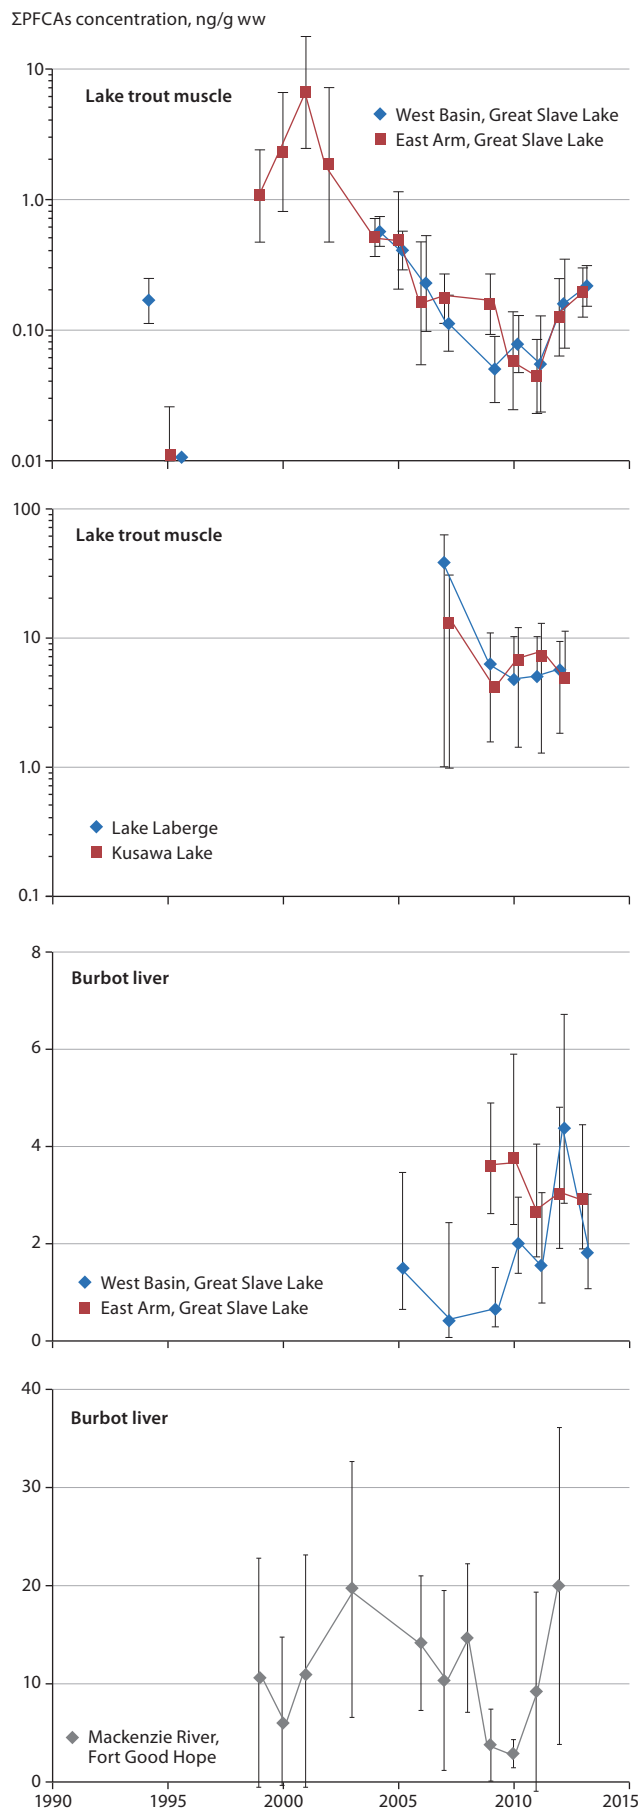 ΣPFCAs concentration, ng/g ww
10
Lake trout muscle
West Basin, Great Slave Lake
East Arm, Great Slave Lake
1.0
0.10
0.01
100
Lake trout muscle
10
1.0
Lake Laberge
Kusawa Lake
0.1
8
Burbot liver
6
4
2
West Basin, Great Slave Lake
East Arm, Great Slave Lake
0
40
Burbot liver
30
20
10
Mackenzie River,
Fort Good Hope
0
1990 1995 2000 2005 2010 2015